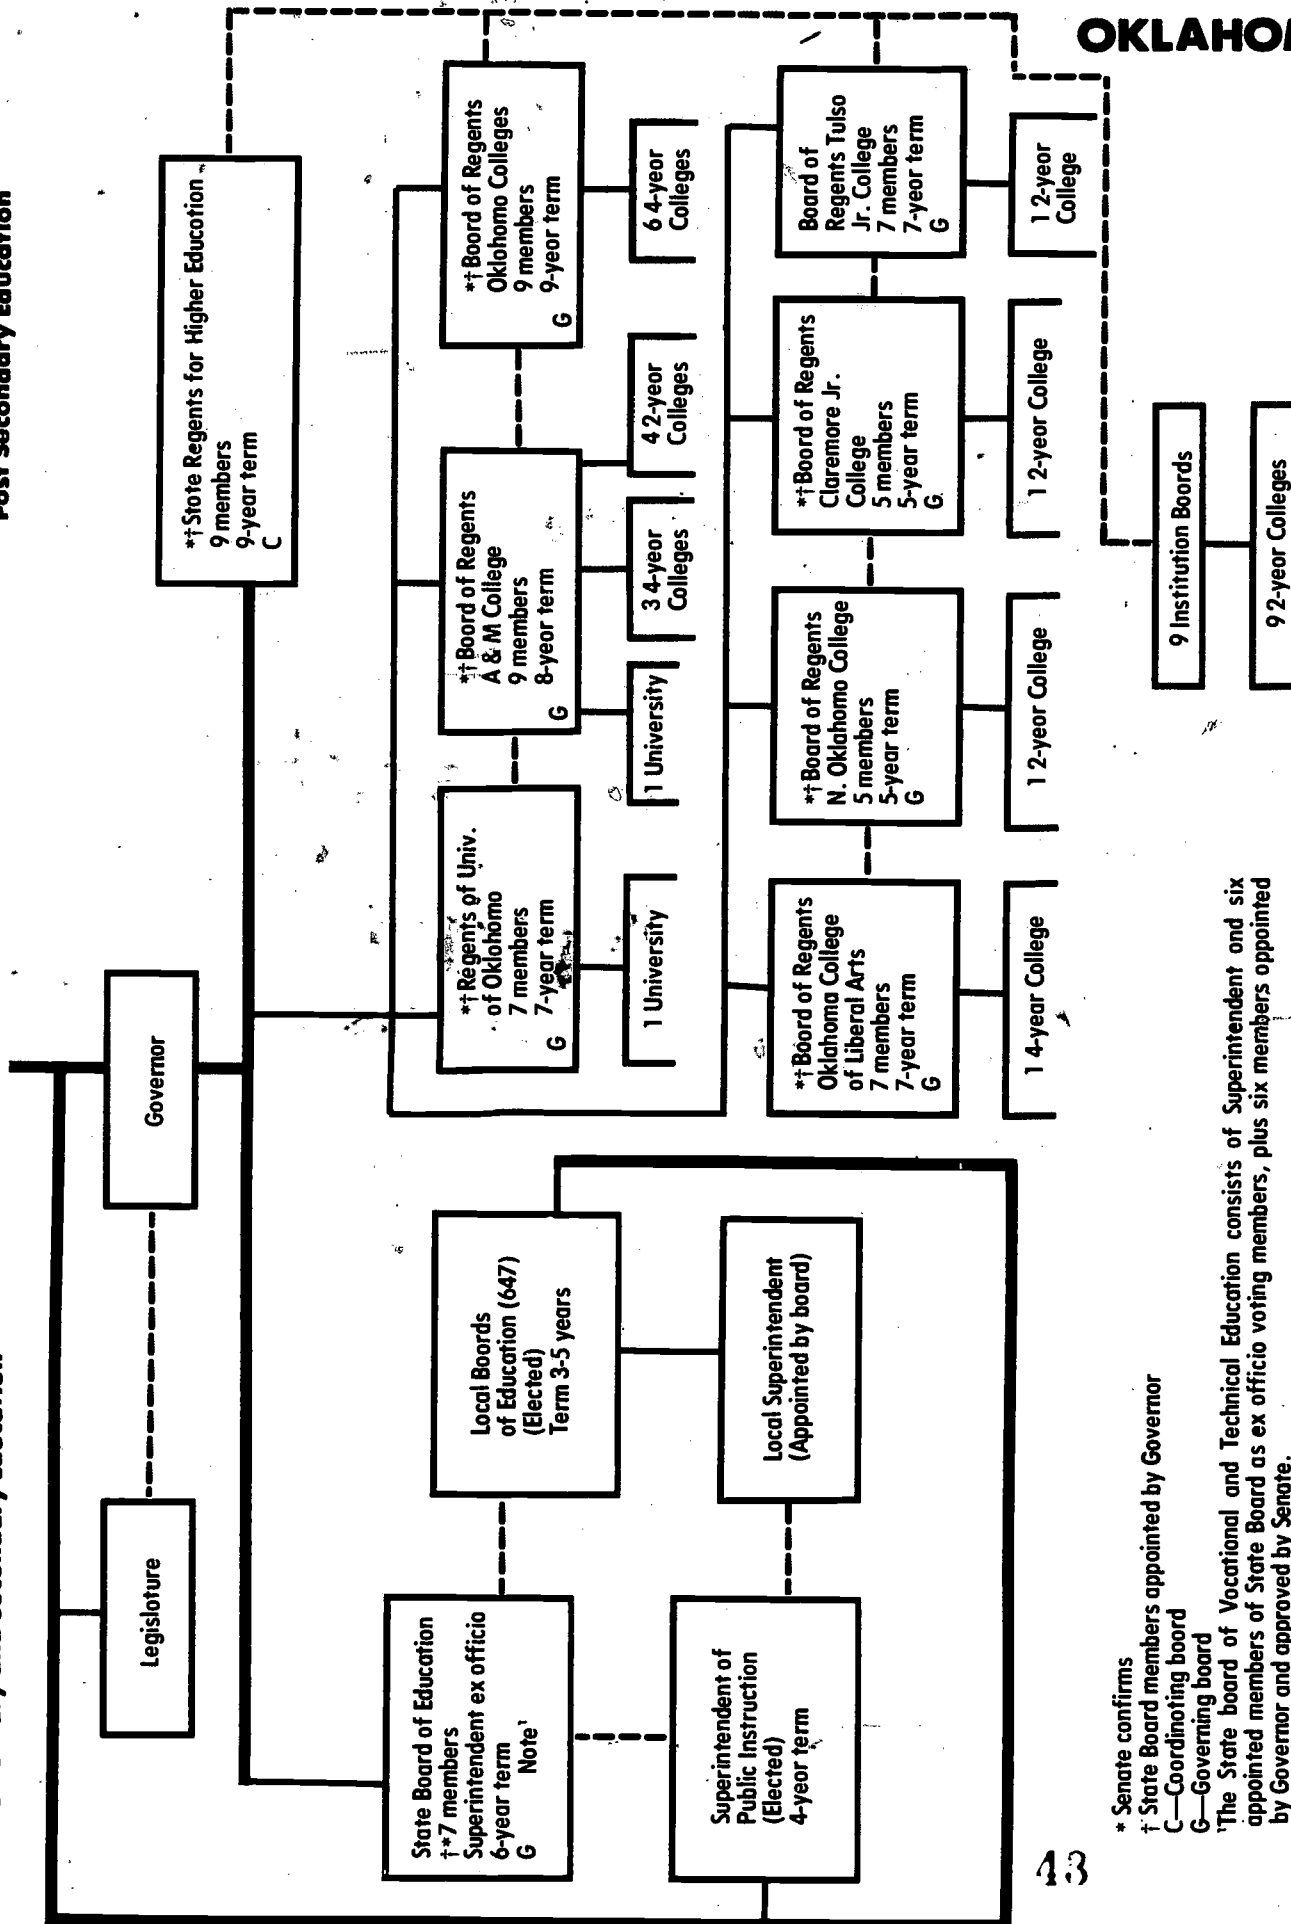 OKLAHO
Post Secondary Education
Legisloture
Governor
*†State Regents for Higher Education
9 members
9-year term
C
State Board of Education
†*7 members
Superintendent ex officio
6-year term
G Note¹
Local Boords
of Education (647)
(Elected)
Term 3-5 years
Superintendent of
Public Instruction
(Elected)
4-year term
Local Superintendent
(Appointed by board)
*†Regents of Univ.
of Oklohomo
7 members
7-year term
G
1 University
*†Board of Regents
A & M College
9 members
8-year term
G
1 University
3 4-year
Colleges
4 2-year
Colleges
*†Board of Regents
Oklohomo Colleges
9 members
9-year term
G
6 4-year
Colleges
*†Board of Regents
Oklahoma College
of Liberal Arts
7 members
7-year term
G
1 4-year College
*†Board of Regents
N. Oklahomo College
5 members
5-year term
G
1 2-year College
*†Boord of Regents
Claremore Jr.
College
5 members
5-year term
G
1 2-year College
Board of
Regents Tulso
Jr. College
7 members
7-year term
G
1 2-year
College
9 Institution Boords
9 2-year Colleges
* Senate confirms
† State Board members appointed by Governor
C—Coordinoting boord
G—Governing board
¹The State board of Vocational and Technical Education consists of Superintendent and six
appointed members of State Board as ex officio voting members, plus six members appointed
by Governor and approved by Senate.
43